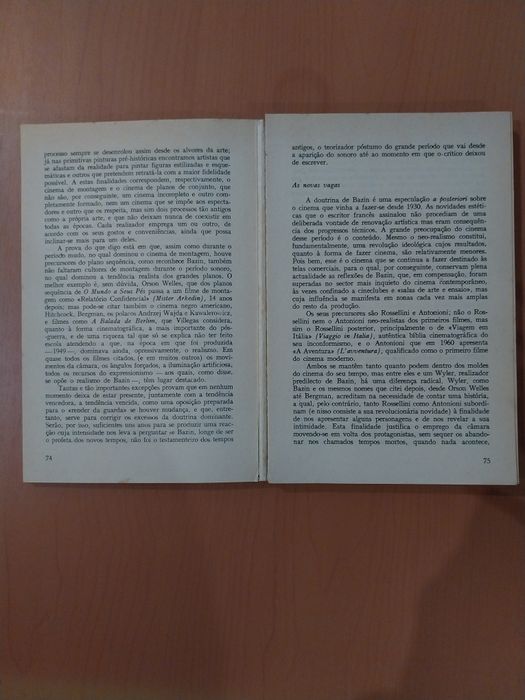 processo sempre se desenrolou assim desde os alvores da arte;
já nas primitivas pinturas pré-históricas encontramos artistas que
se afastam da realidade para pintar figuras estilizadas e esque-
máticas e outros que pretendem retratá-la com a maior fidelidade
possível. A estas finalidades correspondem, respectivamente, o
cinema de montagem e o cinema de planos de conjunto, que
não são, por conseguinte, um cinema incompleto e outro com-
pletamente formado, nem um cinema que se impõe aos especta-
dores e outro que os respeita, mas sim dos processos tão antigos
como a própria arte, e que não deixam nunca de coexistir em
todas as épocas. Cada realizador emprega um ou outro, de
acordo com os seus gostos e conveniências, ainda que possa
inclinar-se mais para um deles.
A prova do que digo está em que, assim como durante o
período mudo, no qual dominou o cinema de montagem, houve
precursores do plano sequência, como reconhece Bazin, também
não faltaram cultores de montagem durante o período sonoro,
no qual dominou a tendência realista dos grandes planos. O
melhor exemplo é, sem dúvida, Orson Welles, que dos planos
sequência de O Mundo a Seus Pés passa a um filme de monta-
gem como «Relatório Confidencial» (Mister Arkadin), 14 anos
depois; mas pode-se citar também o cinema negro americano,
Hitchcock, Bergman, os polacos Andrzej Wajda e Kawalerowicz,
e filmes como A Balada de Berlim, que Villegas considera,
quanto à forma cinematográfica, a mais importante do pós-
-guerra, e de uma riqueza tal que só se explica não ter feito
escola atendendo a que, na época em que foi produzida
—1949—, dominava ainda, opressivamente, o realismo. Em
quase todos os filmes citados, (e em muitos outros) os movi-
mentos da câmara, os ângulos forçados, a iluminação artificiosa,
todos os recursos do expressionismo — aos quais, como disse,
se opõe o realismo de Bazin —, têm lugar destacado.
Tantas e tão importantes excepções provam que em nenhum
momento deixa de estar presente, juntamente com a tendência
vencedora, a tendência vencida, como uma oposição preparada
para o «render da guarda» se houver mudança, e que, entre-
tanto, serve para corrigir os excessos da doutrina dominante.
Serão, por isso, suficientes uns anos para se produzir uma reac-
ção cuja intensidade nos leva a perguntar se Bazin, longe de ser
o profeta dos novos tempos, não foi o testamenteiro dos tempos
74
antigos, o teorizador póstumo do grande período que vai desde
a aparição do sonoro até ao momento em que o crítico deixou
de escrever.
As novas vagas
A doutrina de Bazin é uma especulação a posteriori sobre
o cinema que vinha a fazer-se desde 1930. As novidades estéti-
cas que o escritor francês assinalou não procediam de uma
deliberada vontade de renovação artística mas eram consequên-
cia dos progressos técnicos. A grande preocupação do cinema
desse período é o conteúdo. Mesmo o neo-realismo constitui,
fundamentalmente, uma revolução ideológica cujos resultados,
quanto à forma de fazer cinema, são relativamente menores.
Pois bem, esse é o cinema que se continua a fazer destinado às
telas comerciais, para o qual, por conseguinte, conservam plena
actualidade as reflexões de Bazin, que, em compensação, foram
superadas no sector mais inquieto do cinema contemporâneo,
às vezes confinado a cineclubes e «salas de arte e ensaio», mas
cuja influência se manifesta em zonas cada vez mais amplas
do resto da produção.
Os seus precursores são Rossellini e Antonioni; não o Ros-
sellini nem o Antonioni neo-realistas dos primeiros filmes, mas
sim o Rossellini posterior, principalmente o de «Viagem em
Itália» (Viaggio in Italia), autêntica bíblia cinematográfica do
seu inconformismo, e o Antonioni que em 1960 apresenta
«A Aventura» (L'avventura), qualificado como o primeiro filme
do cinema moderno.
Ambos se mantêm tanto quanto podem dentro dos moldes
do cinema do seu tempo, mas entre eles e um Wyler, realizador
predilecto de Bazin, há uma diferença radical. Wyler, como
Bazin e os mesmos nomes que citei depois, desde Orson Welles
até Bergman, acreditam na necessidade de contar uma história,
a qual, pelo contrário, tanto Rossellini como Antonioni subordi-
nam (e nisso consiste a sua revolucionária novidade) à finalidade
de nos apresentar alguns personagens e de nos revelar a sua
intimidade. Esta finalidade justifica o emprego da câmara
movendo-se em volta dos protagonistas, sem sequer os abando-
nar nos chamados tempos mortos, quando nada acontece,
75